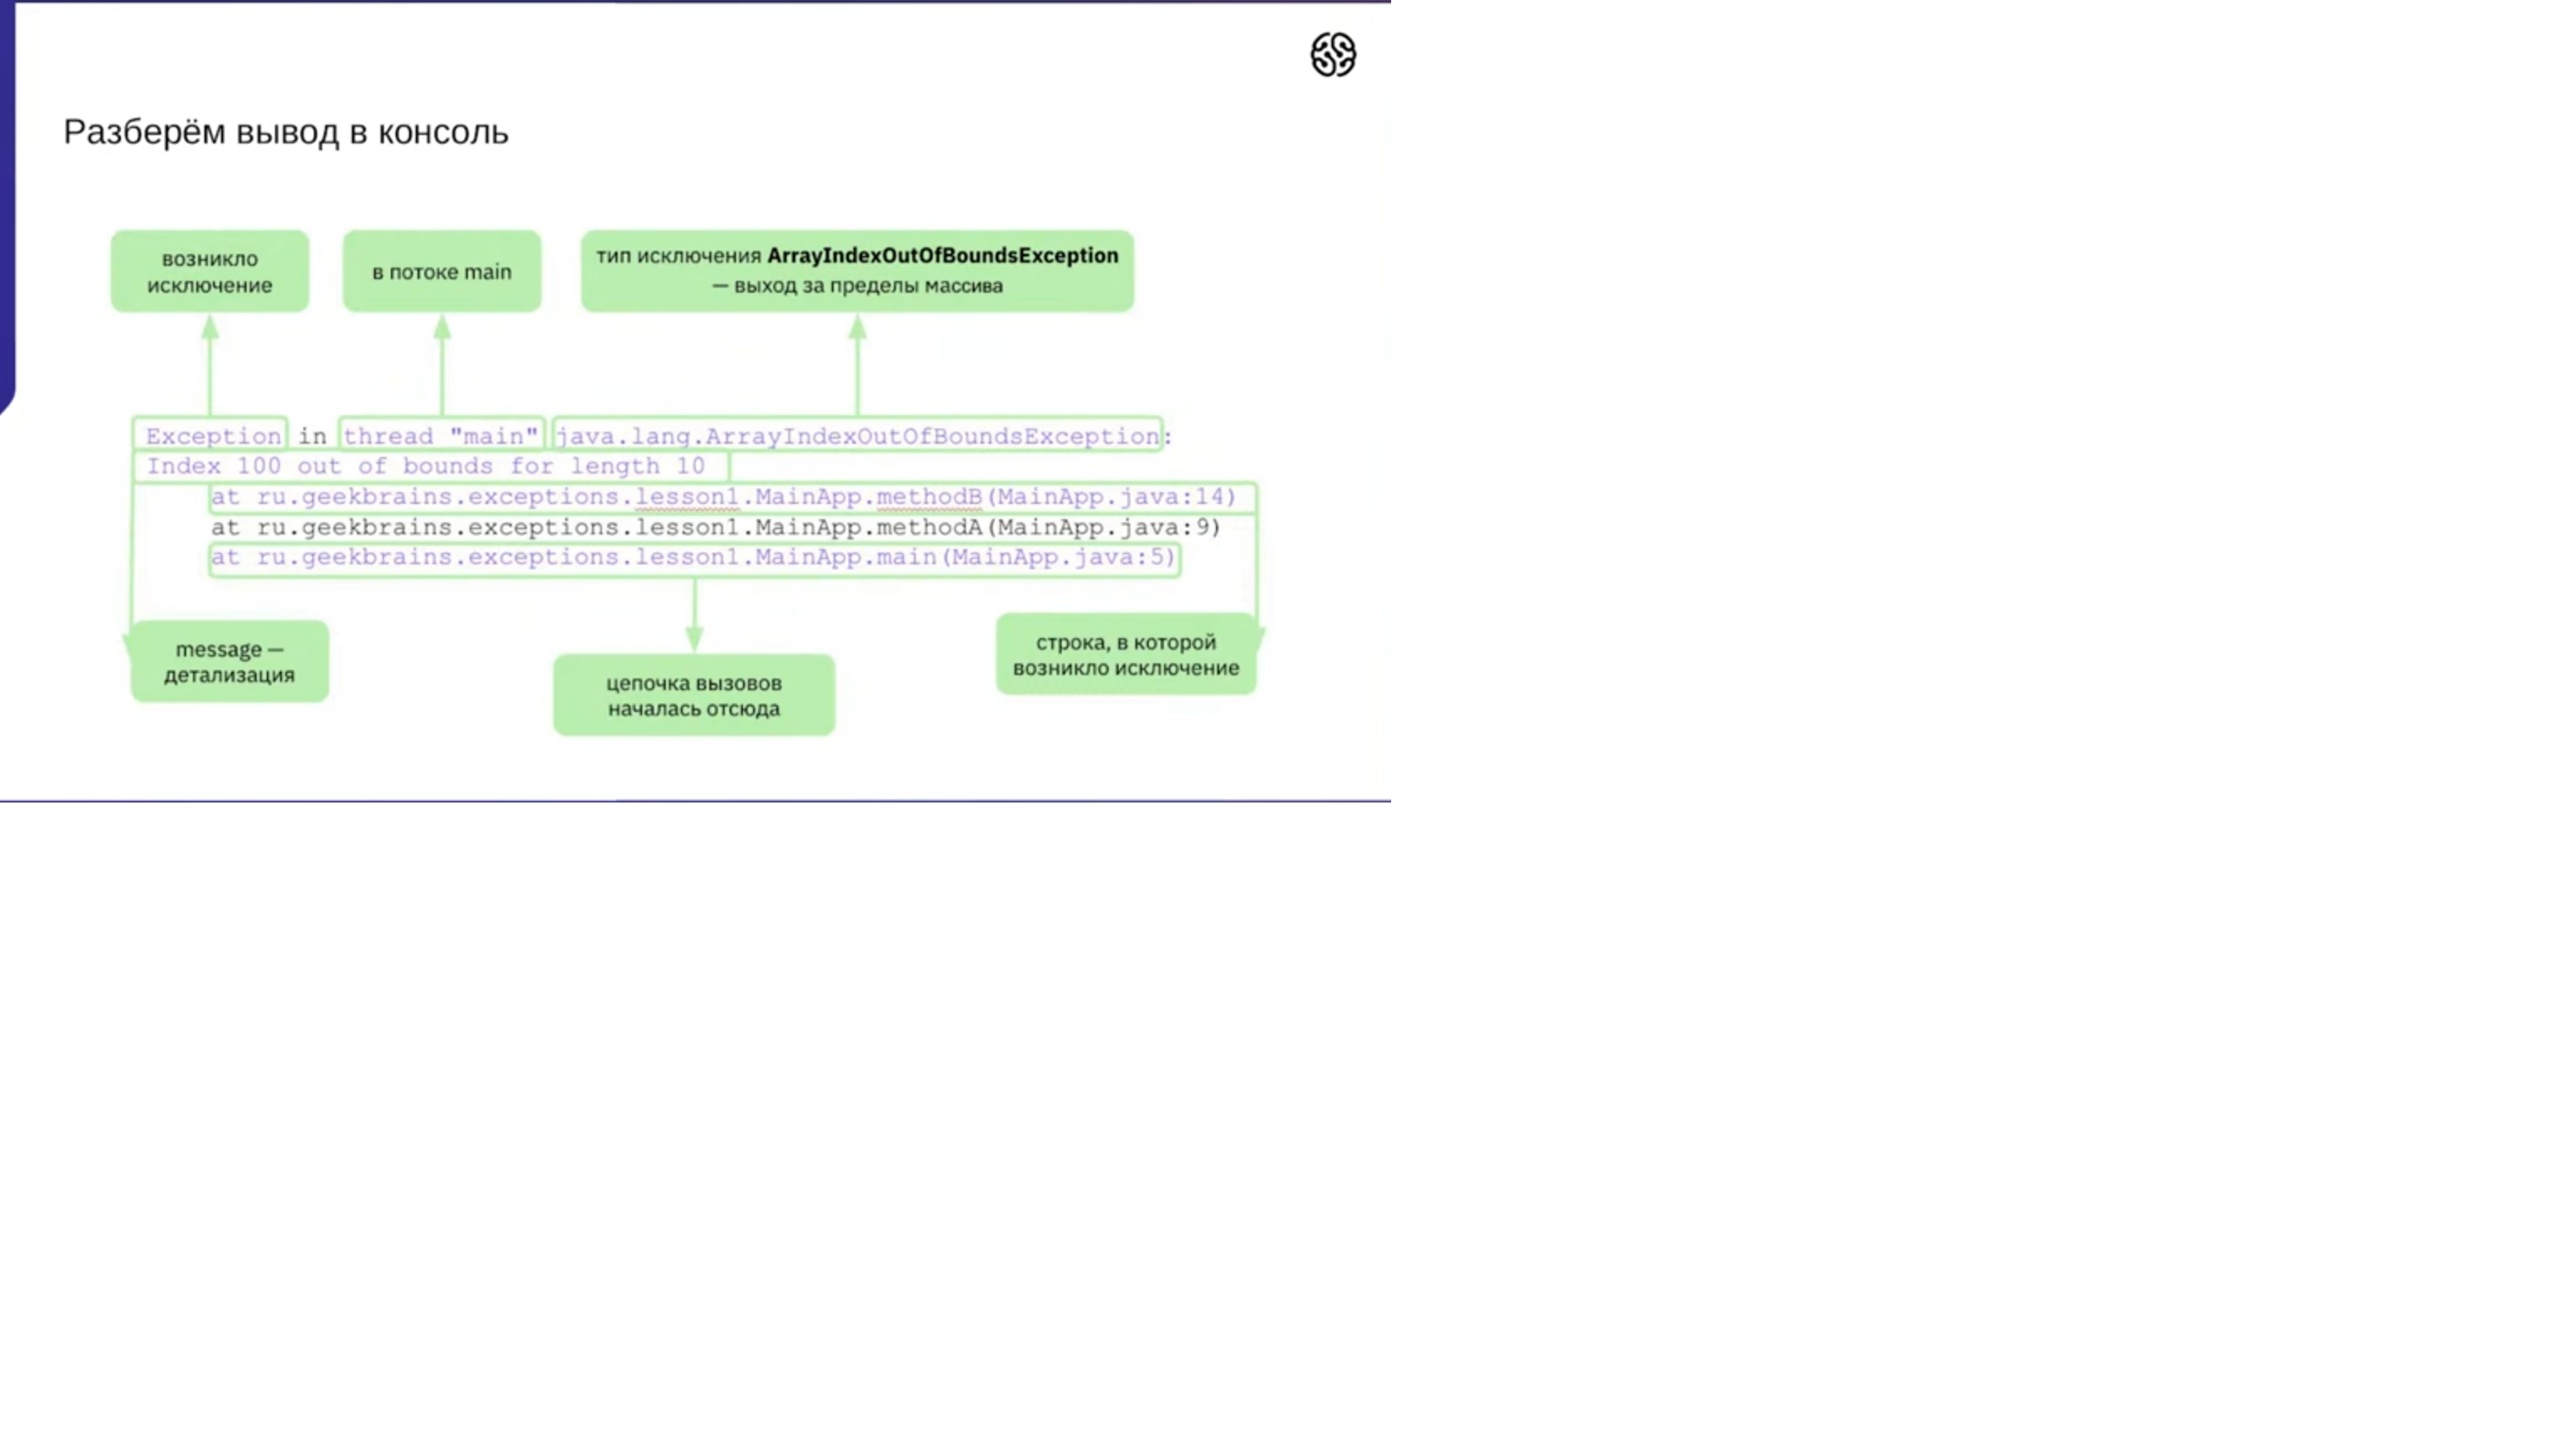 Разберём вывод в консоль
возникло
исключение
в потоке main
тип исключения ArrayIndexOutOfBoundsException
— выход за пределы массива
Exception in thread "main" java.lang.ArrayIndexOutOfBoundsException:
Index 100 out of bounds for length 10
at ru.geekbrains.exceptions.lesson1.MainApp.methodB(MainApp.java:14)
at ru.geekbrains.exceptions.lesson1.MainApp.methodA(MainApp.java:9)
at ru.geekbrains.exceptions.lesson1.MainApp.main(MainApp.java:5)
message —
детализация
цепочка вызовов
началась отсюда
строка, в которой
возникло исключение